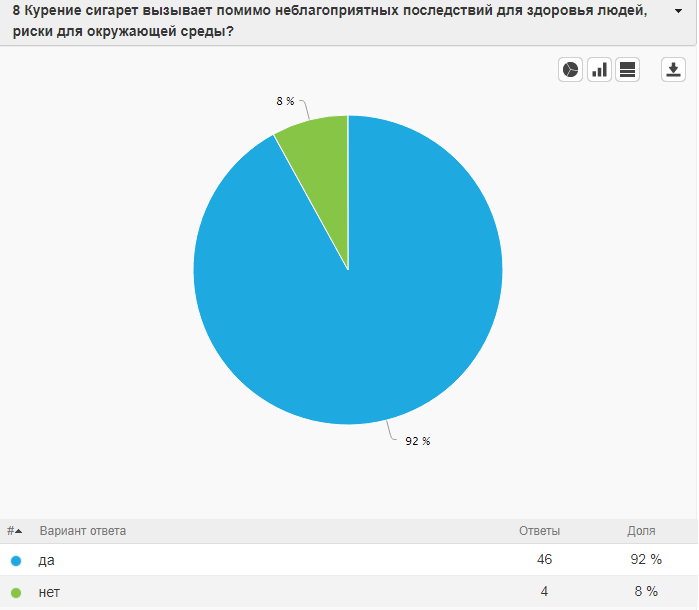 8 Курение сигарет вызывает помимо неблагоприятных последствий для здоровья людей,
риски для окружающей среды?
8 %
92 %
# Вариант ответа Ответы Доля
да 46 92 %
нет 4 8 %